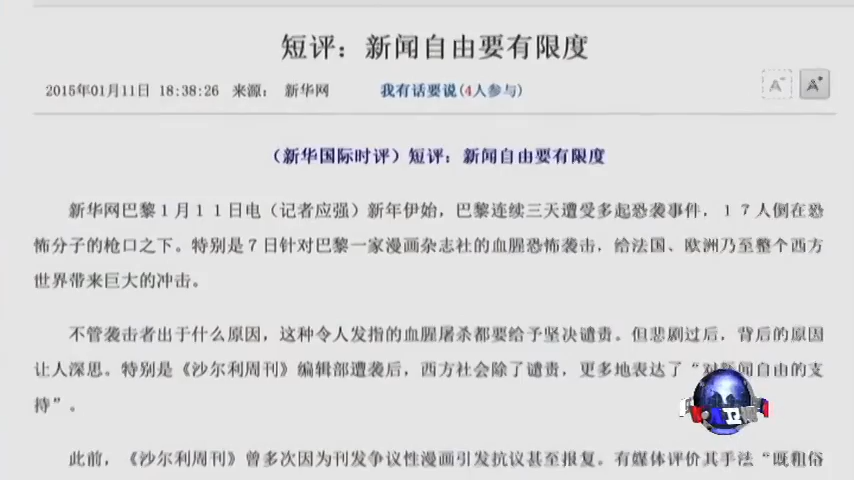 短评：新闻自由要有限度
2015年01月11日 18:38:26 来源： 新华网 我有话要说(4人参与) A- A+
（新华国际时评）短评：新闻自由要有限度
新华网巴黎１月１１日电（记者应强）新年伊始，巴黎连续三天遭受多起恐袭事件，１７人倒在恐
怖分子的枪口之下。特别是７日针对巴黎一家漫画杂志社的血腥恐怖袭击，给法国、欧洲乃至整个西方
世界带来巨大的冲击。
不管袭击者出于什么原因，这种令人发指的血腥屠杀都要给予坚决谴责。但悲剧过后，背后的原因
让人深思。特别是《沙尔利周刊》编辑部遭袭后，西方社会除了谴责，更多地表达了“对新闻自由的支
持”。
此前，《沙尔利周刊》曾多次因为刊发争议性漫画引发抗议甚至报复。有媒体评价其手法“既粗俗